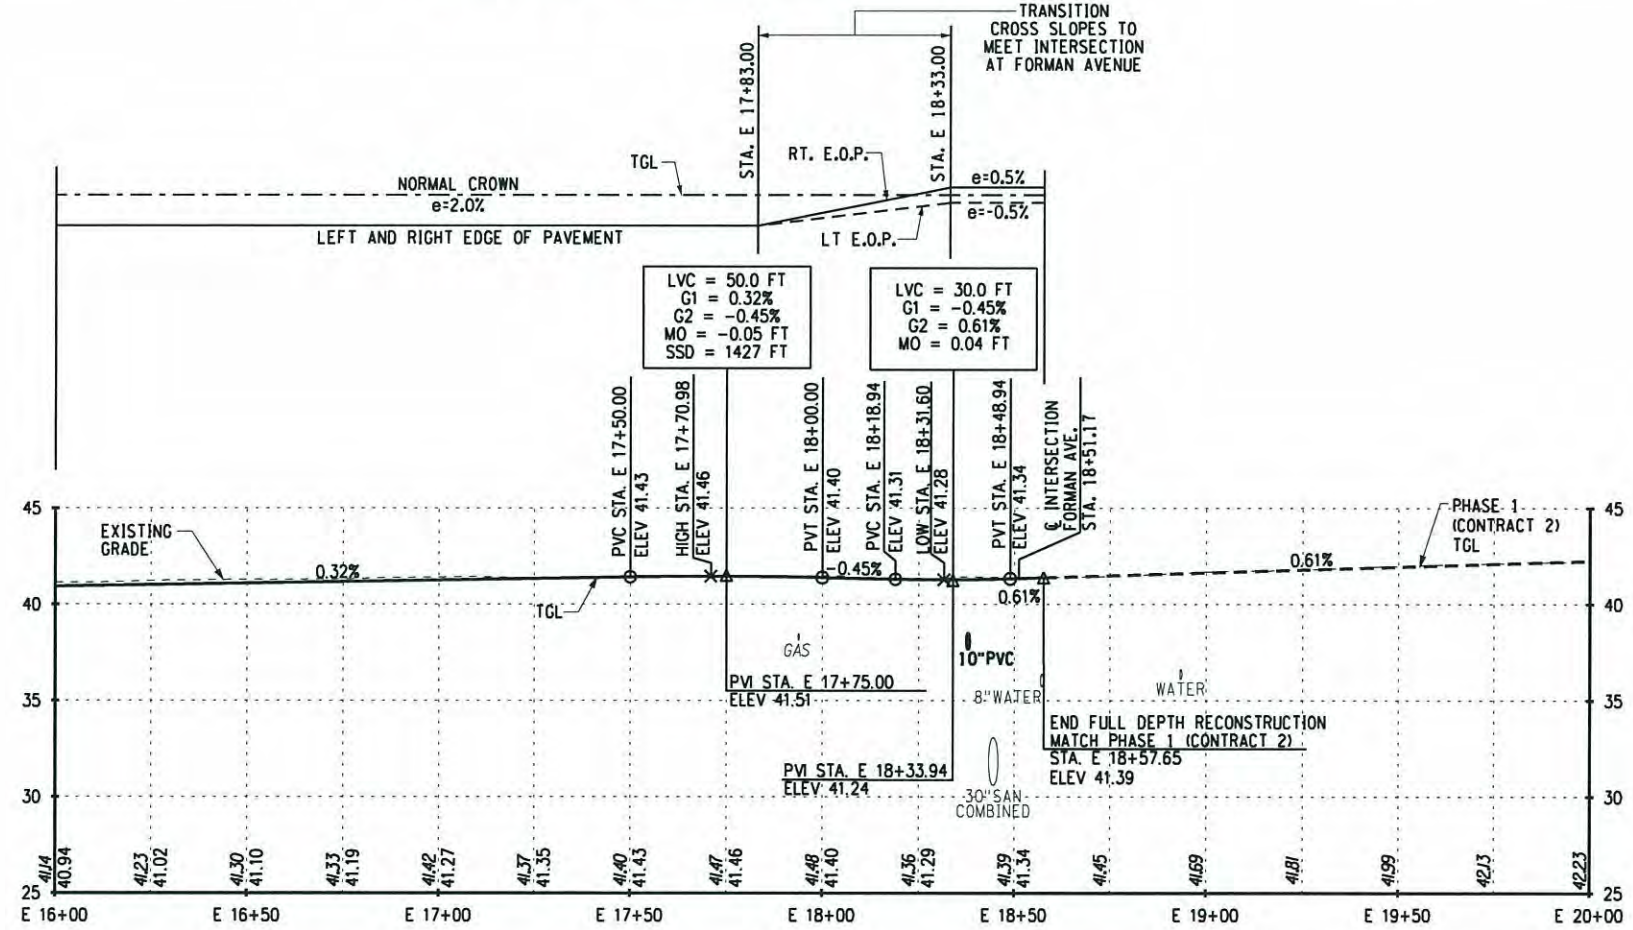 TRANSITION
CROSS SLOPES TO
MEET INTERSECTION
AT FORMAN AVENUE
STA. E 17+83.00
STA. E 18+33.00
TGL
RT. E.O.P.
NORMAL CROWN
e=2.0%
e=0.5%
e=-0.5%
LEFT AND RIGHT EDGE OF PAVEMENT
LT E.O.P.
LVC = 50.0 FT
G1 = 0.32%
G2 = -0.45%
MO = -0.05 FT
SSD = 1427 FT
LVC = 30.0 FT
G1 = -0.45%
G2 = 0.61%
MO = 0.04 FT
PVC STA. E 17+50.00
ELEV 41.43
HIGH STA. E 17+70.98
ELEV 41.46
PVT STA. E 18+00.00
ELEV 41.40
PVC STA. E 18+18.94
ELEV 41.31
LOW STA. E 18+31.60
ELEV 41.28
PVT STA. E 18+48.94
ELEV 41.34
℄ INTERSECTION
FORMAN AVE.
STA. 18+51.17
45
45
EXISTING
GRADE
PHASE 1
(CONTRACT 2)
TGL
0.32%
-0.45%
0.61%
0.61%
40
40
TGL
GAS
10"PVC
PVI STA. E 17+75.00
ELEV 41.51
8"WATER
WATER
35
35
END FULL DEPTH RECONSTRUCTION
MATCH PHASE 1 (CONTRACT 2)
STA. E 18+57.65
ELEV 41.39
PVI STA. E 18+33.94
ELEV 41.24
30"SAN
COMBINED
30
30
41.14
40.94
41.23
41.02
41.30
41.10
41.33
41.19
41.42
41.27
41.37
41.35
41.40
41.43
41.47
41.46
41.48
41.40
41.36
41.29
41.39
41.34
41.45
41.69
41.81
41.99
42.13
42.23
25
25
E 16+00
E 16+50
E 17+00
E 17+50
E 18+00
E 18+50
E 19+00
E 19+50
E 20+00